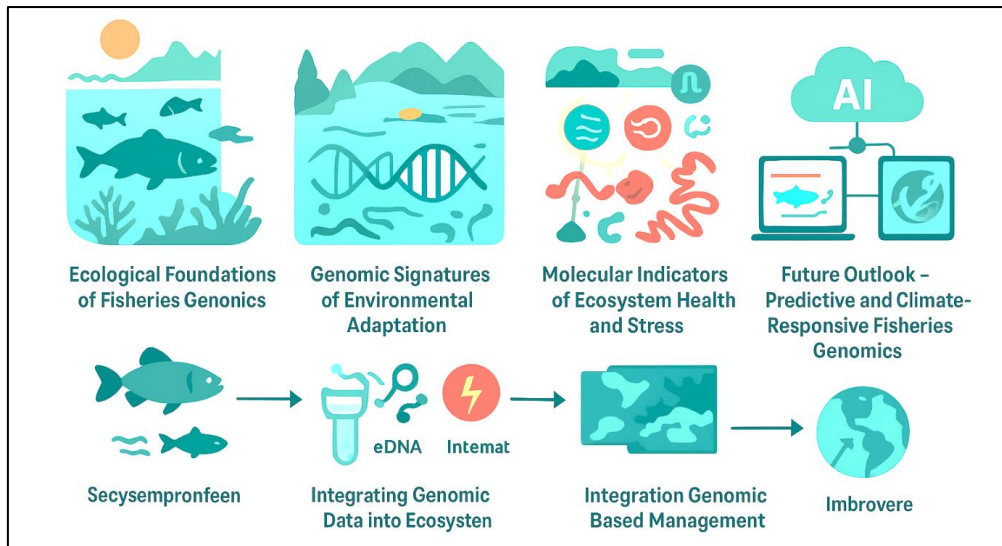 AI
Ecological Foundations
of Fisheries Genonics
Genomic Signatures
of Environmental
Adaptation
Molecular Indicators
of Ecosystem Health
and Stress
Future Outlook –
Predictive and Climate-
Responsive Fisheries
Genomics
eDNA
Intemat
Secysempronfeen
Integrating Genomic
Data into Ecosysten
Integration Genomic
Based Management
Imbrovere